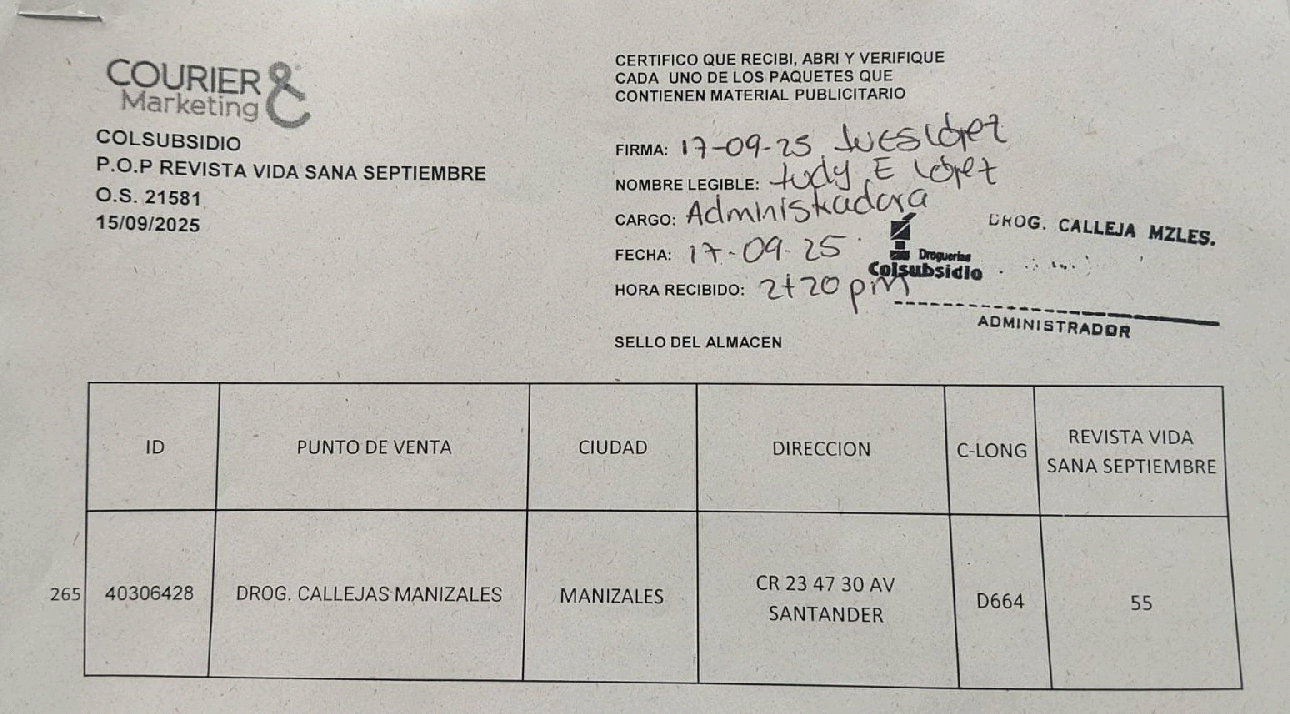 COURIER &
Marketing
COLSUBSIDIO
P.O.P REVISTA VIDA SANA SEPTIEMBRE
O.S. 21581
15/09/2025
CERTIFICO QUE RECIBI, ABRI Y VERIFIQUE
CADA UNO DE LOS PAQUETES QUE
CONTIENEN MATERIAL PUBLICITARIO
FIRMA: 17-09-25 López
NOMBRE LEGIBLE: Judy E López
CARGO: Administradora
FECHA: 17-09-25
HORA RECIBIDO: 2+20 pm
DROG. CALLEJA MZLES.
Droguerías
Colsubsidio
ADMINISTRADOR
SELLO DEL ALMACEN
ID PUNTO DE VENTA CIUDAD DIRECCION C-LONG REVISTA VIDA
SANA SEPTIEMBRE
265 40306428 DROG. CALLEJAS MANIZALES MANIZALES CR 23 47 30 AV
SANTANDER D664 55